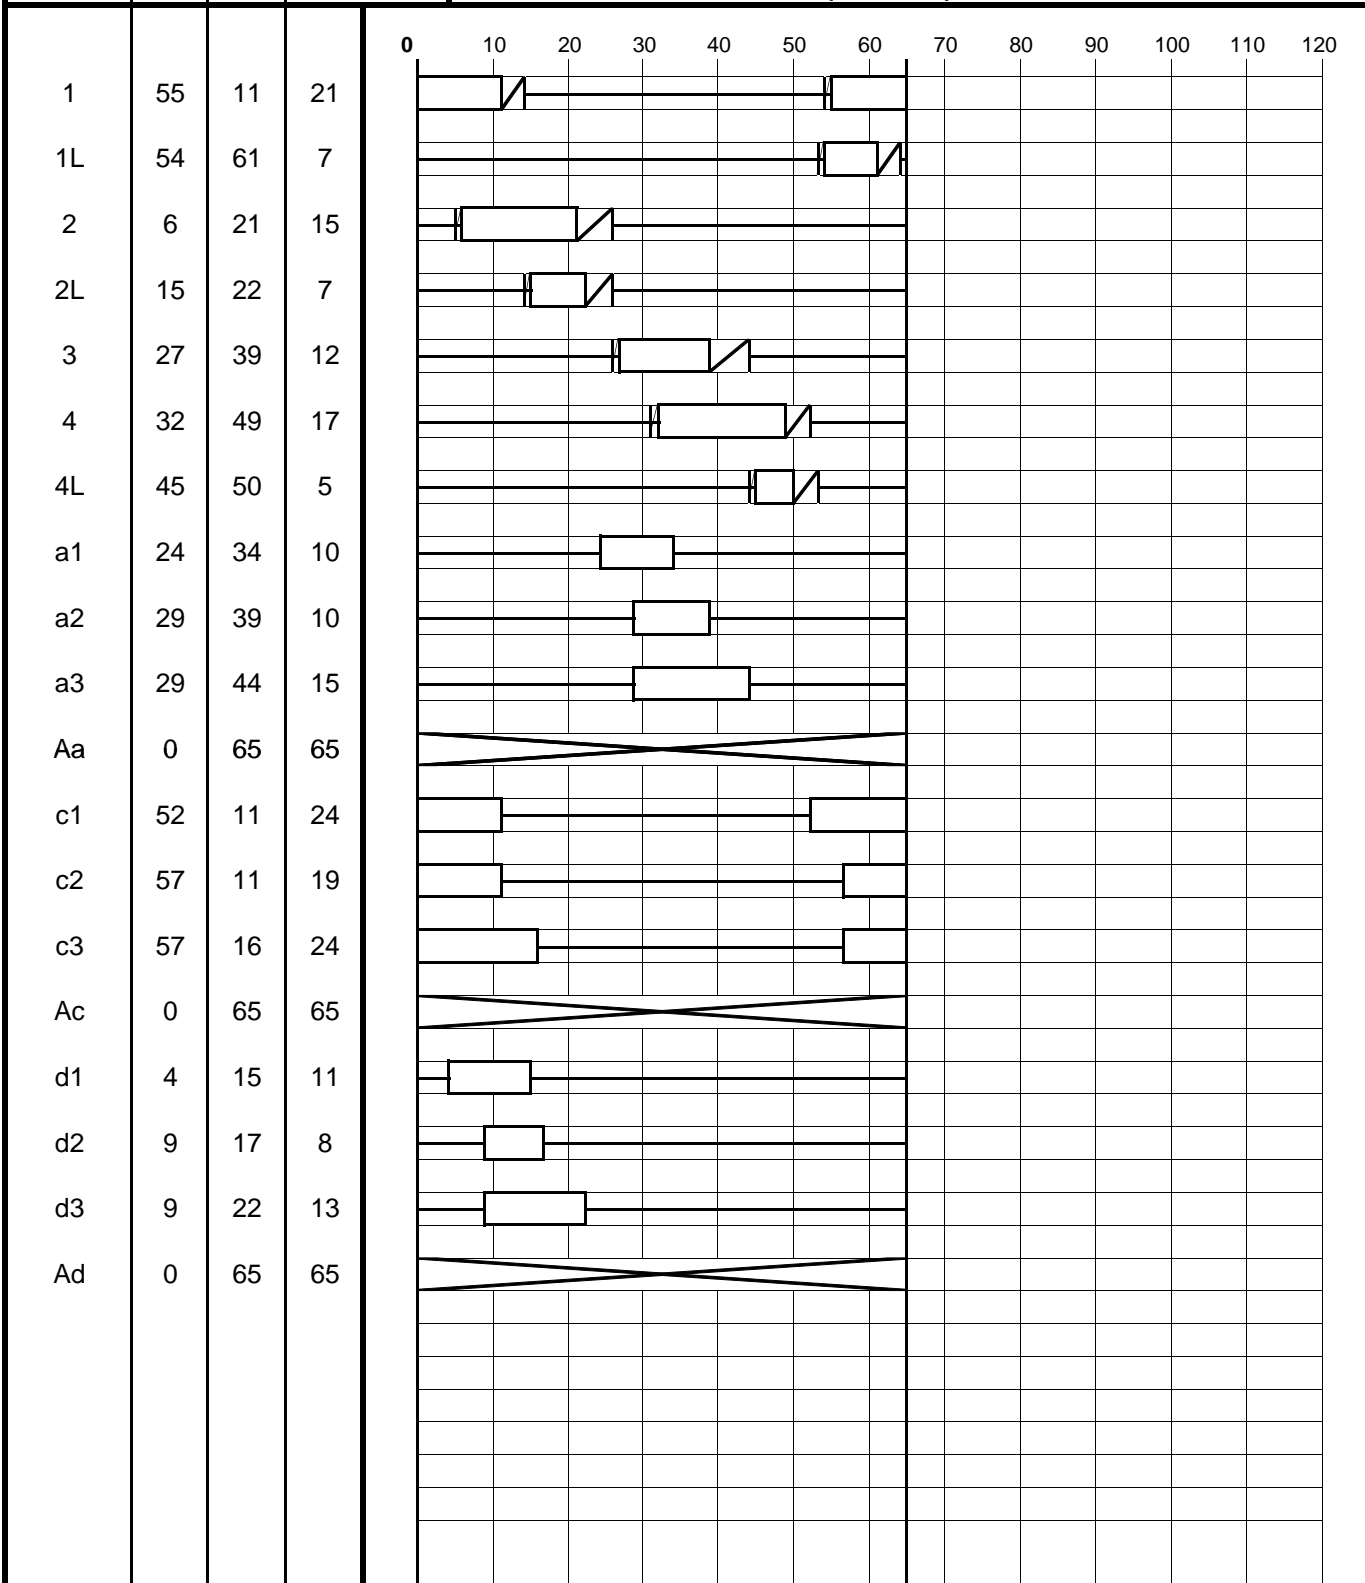 0 10 20 30 40 50 60 70 80 90 100 110 120
1 55 11 21
1L 54 61 7
2 6 21 15
2L 15 22 7
3 27 39 12
4 32 49 17
4L 45 50 5
a1 24 34 10
a2 29 39 10
a3 29 44 15
Aa 0 65 65
c1 52 11 24
c2 57 11 19
c3 57 16 24
Ac 0 65 65
d1 4 15 11
d2 9 17 8
d3 9 22 13
Ad 0 65 65